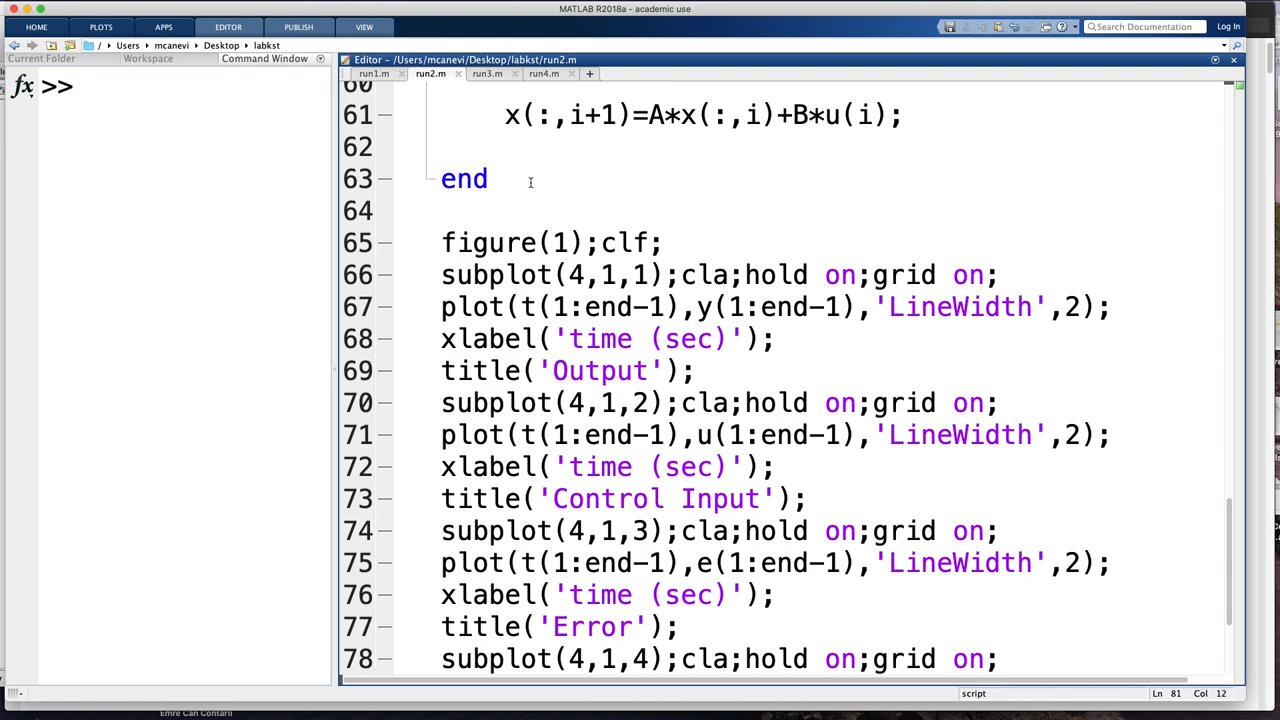 MATLAB R2018a - academic use
HOME PLOTS APPS EDITOR PUBLISH VIEW Search Documentation Log In
/ Users mcanevi Desktop labkst
Current Folder Workspace Command Window
Editor - /Users/mcanevi/Desktop/labkst/run2.m
run1.m run2.m run3.m run4.m
fx >>
60
61 x(:,i+1)=A*x(:,i)+B*u(i);
62
63 end
64
65 figure(1);clf;
66 subplot(4,1,1);cla;hold on;grid on;
67 plot(t(1:end-1),y(1:end-1),'LineWidth',2);
68 xlabel('time (sec)');
69 title('Output');
70 subplot(4,1,2);cla;hold on;grid on;
71 plot(t(1:end-1),u(1:end-1),'LineWidth',2);
72 xlabel('time (sec)');
73 title('Control Input');
74 subplot(4,1,3);cla;hold on;grid on;
75 plot(t(1:end-1),e(1:end-1),'LineWidth',2);
76 xlabel('time (sec)');
77 title('Error');
78 subplot(4,1,4);cla;hold on;grid on;
script Ln 81 Col 12
Emre Can Contarli